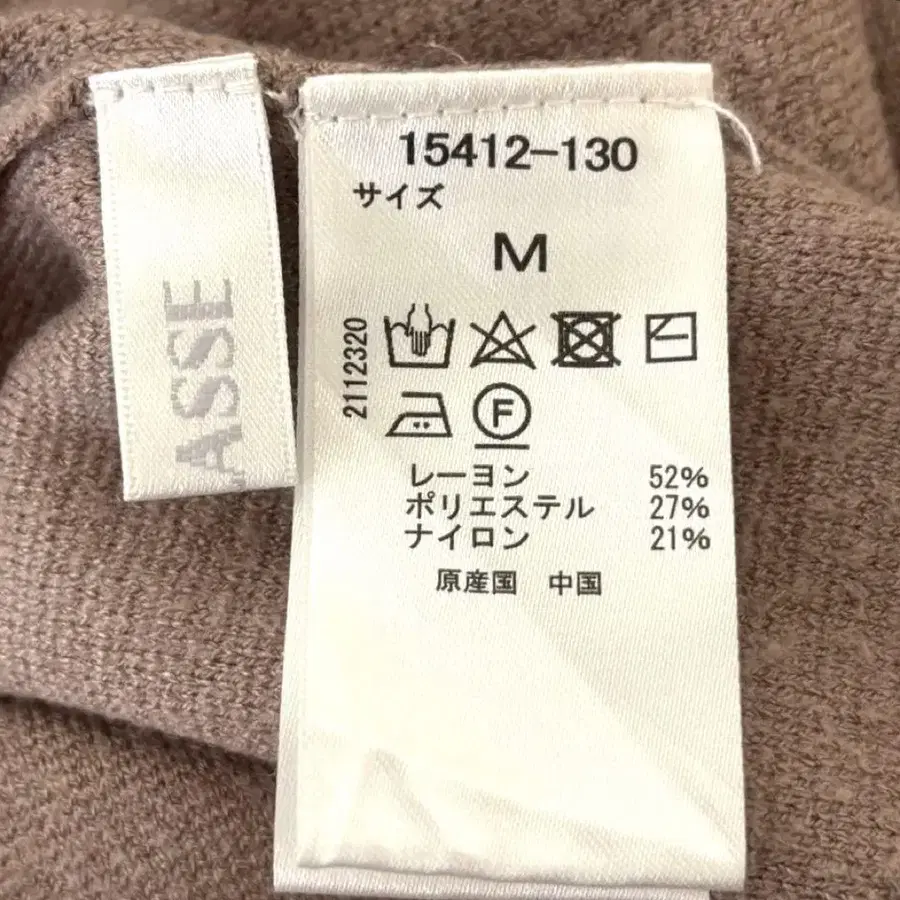 ASSE
15412-130
サイズ
M
2112320
F
レーヨン 52%
ポリエステル 27%
ナイロン 21%
原産国 中国